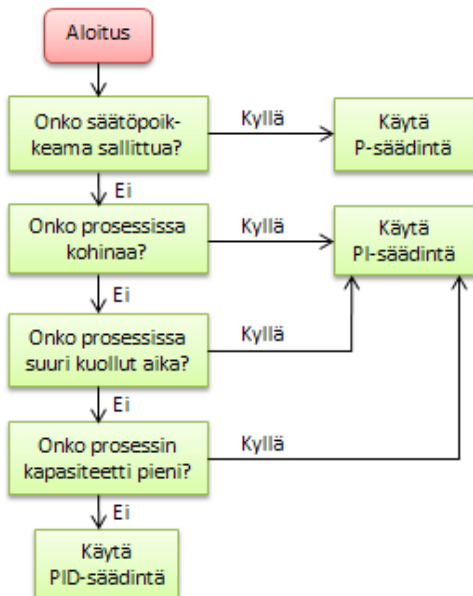 Aloitus
Onko säätöpoik-
keama sallittua?
Kyllä
Käytä
P-säädintä
Ei
Onko prosessissa
kohinaa?
Kyllä
Käytä
PI-säädintä
Ei
Onko prosessissa
suuri kuollut aika?
Kyllä
Ei
Onko prosessin
kapasiteetti pieni?
Kyllä
Ei
Käytä
PID-säädintä